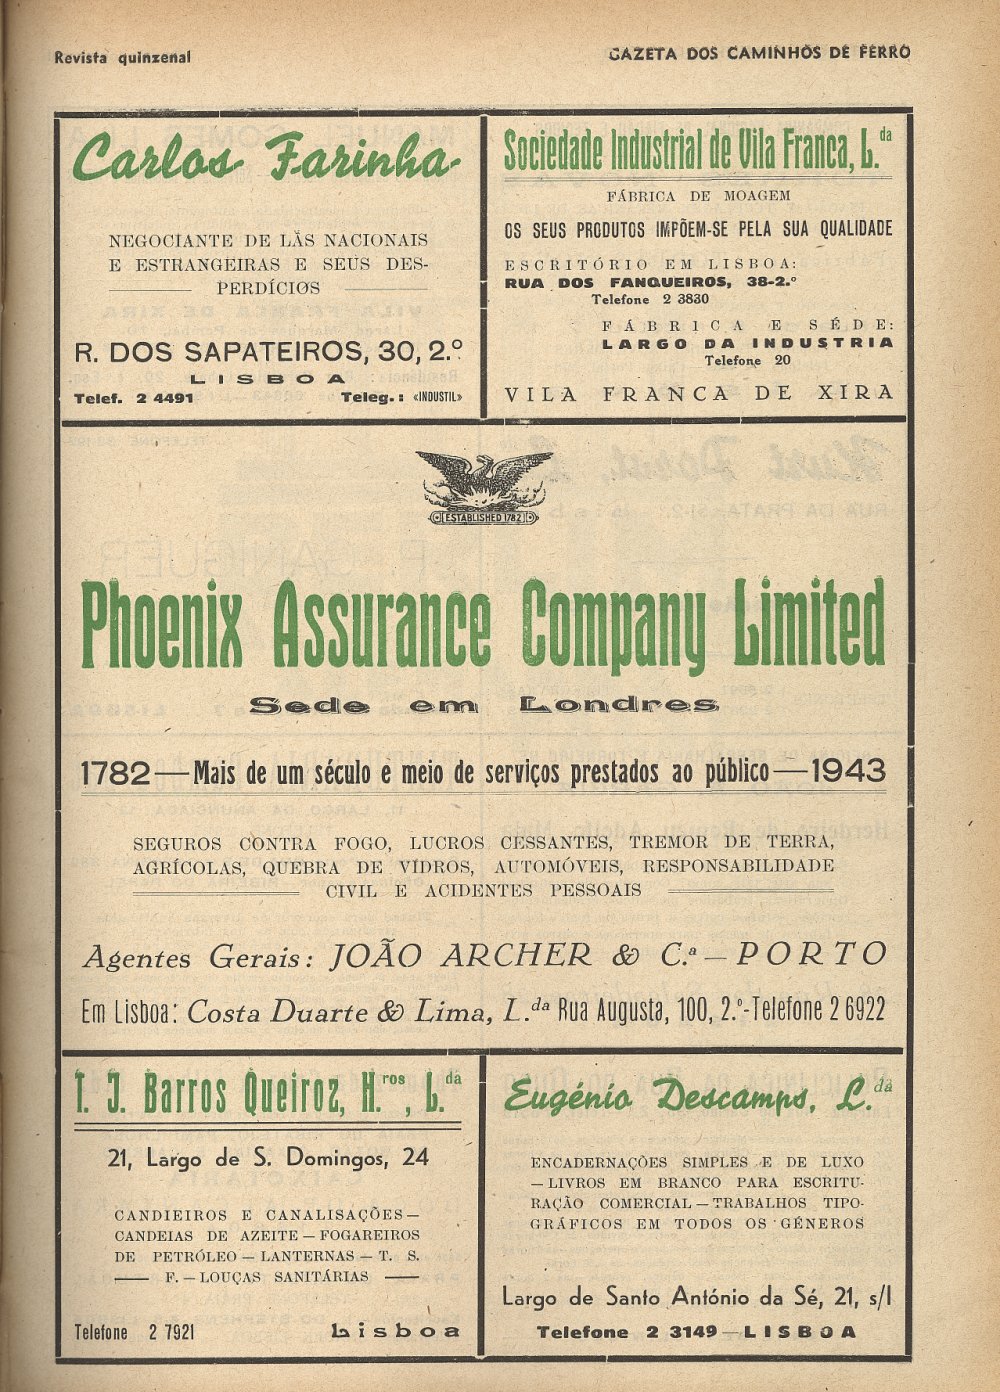 Revista quinzenal
GAZETA DOS CAMINHOS DE FERRO
Carlos Farinha
NEGOCIANTE DE LÃS NACIONAIS
E ESTRANGEIRAS E SEUS DES-
PERDÍCIOS
R. DOS SAPATEIROS, 30, 2.º
LISBOA
Telef. 2 4491 Teleg.: «INDUSTIL»
Sociedade Industrial de Vila Franca, L.da
FÁBRICA DE MOAGEM
OS SEUS PRODUTOS IMPÕEM-SE PELA SUA QUALIDADE
ESCRITÓRIO EM LISBOA:
RUA DOS FANQUEIROS, 38-2.º
Telefone 2 3830
FÁBRICA E SÉDE:
LARGO DA INDUSTRIA
Telefone 20
VILA FRANCA DE XIRA
ESTABLISHED 1782
Phoenix Assurance Company Limited
Sede em Londres
1782 — Mais de um século e meio de serviços prestados ao público — 1943
SEGUROS CONTRA FOGO, LUCROS CESSANTES, TREMOR DE TERRA,
AGRÍCOLAS, QUEBRA DE VIDROS, AUTOMÓVEIS, RESPONSABILIDADE
CIVIL E ACIDENTES PESSOAIS
Agentes Gerais: JOÃO ARCHER & C.ª — PORTO
Em Lisboa: Costa Duarte & Lima, L.da Rua Augusta, 100, 2.º-Telefone 2 6922
T. J. Barros Queiroz, H.ros, L.da
21, Largo de S. Domingos, 24
CANDIEIROS E CANALISAÇÕES —
CANDEIAS DE AZEITE — FOGAREIROS
DE PETRÓLEO — LANTERNAS — T. S.
F. — LOUÇAS SANITÁRIAS
Telefone 2 7921 Lisboa
Eugénio Descamps, L.da
ENCADERNAÇÕES SIMPLES E DE LUXO
— LIVROS EM BRANCO PARA ESCRITU-
RAÇÃO COMERCIAL — TRABALHOS TIPO-
GRÁFICOS EM TODOS OS GÉNEROS
Largo de Santo António da Sé, 21, s/l
Telefone 2 3149 — LISBOA